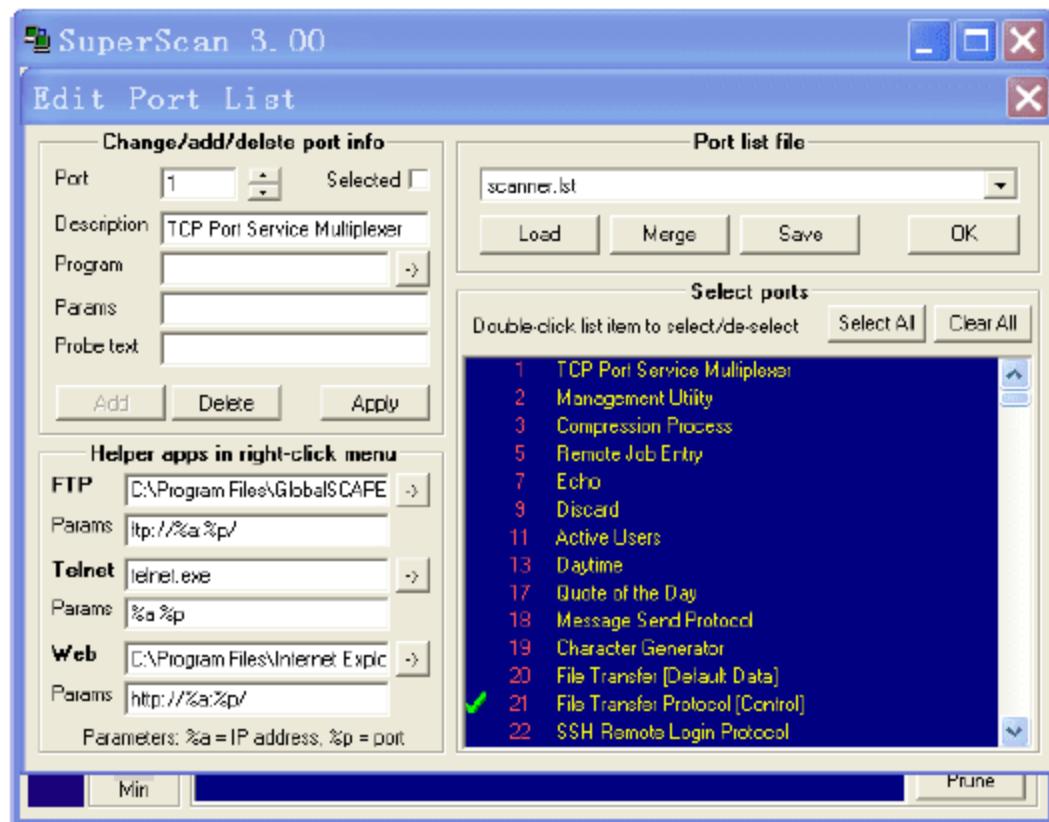 SuperScan 3.00
Edit Port List
Change/add/delete port info
Port 1 Selected
Description TCP Port Service Multiplexer
Program ->
Params
Probe text
Add Delete Apply
Helper apps in right-click menu
FTP C:\Program Files\GlobalSCAPE ->
Params ftp://%a:%p/
Telnet telnet.exe ->
Params %a %p
Web C:\Program Files\Internet Explc ->
Params http://%a:%p/
Parameters: %a = IP address, %p = port
Port list file
scanner.lst
Load Merge Save OK
Select ports
Double-click list item to select/de-select Select All Clear All
1 TCP Port Service Multiplexer
2 Management Utility
3 Compression Process
5 Remote Job Entry
7 Echo
9 Discard
11 Active Users
13 Daytime
17 Quote of the Day
18 Message Send Protocol
19 Character Generator
20 File Transfer [Default Data]
21 File Transfer Protocol [Control]
22 SSH Remote Login Protocol
Min
Prune